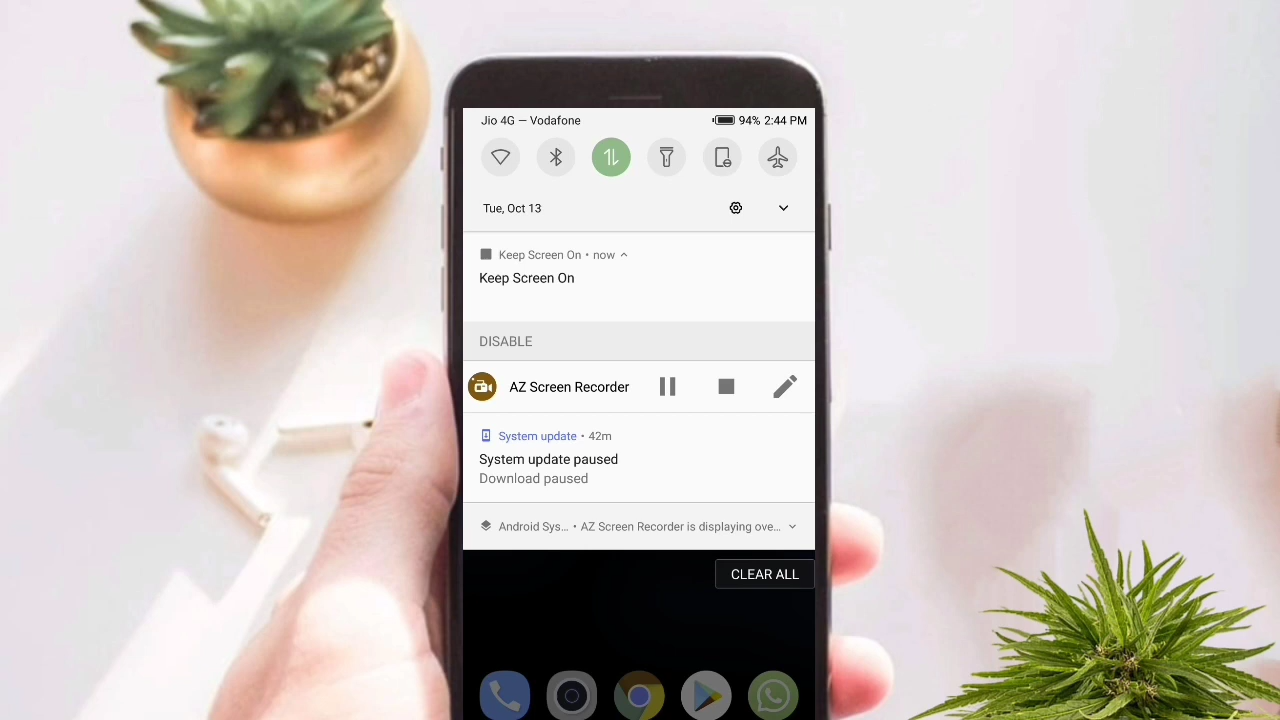 Jio 4G — Vodafone
94% 2:44 PM
Tue, Oct 13
Keep Screen On • now
Keep Screen On
DISABLE
AZ Screen Recorder
System update • 42m
System update paused
Download paused
Android Sys... • AZ Screen Recorder is displaying ove...
CLEAR ALL